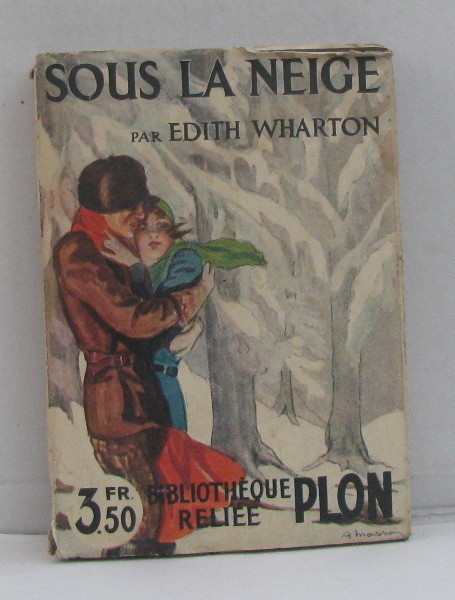 SOUS LA NEIGE
PAR EDITH WHARTON
3 FR.
.50
BIBLIOTHÈQUE
RELIÉE
PLON